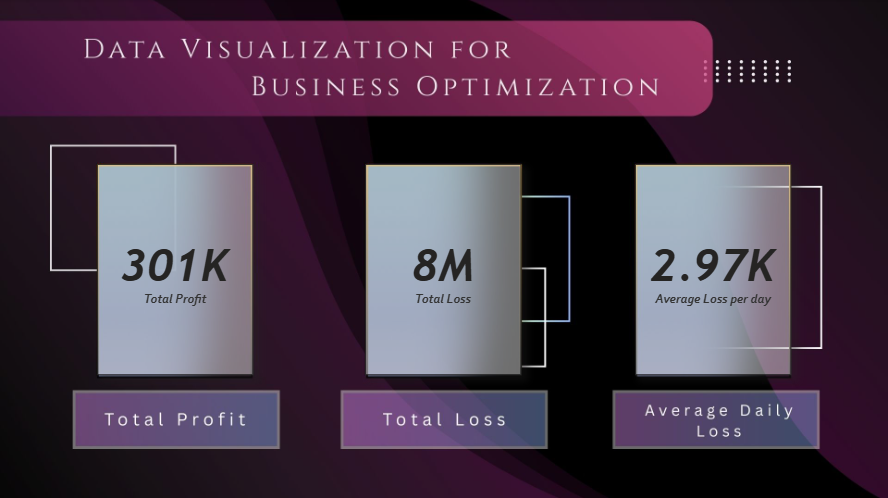 Data Visualization for
Business Optimization
301K
Total Profit
8M
Total Loss
2.97K
Average Loss per day
Total Profit
Total Loss
Average Daily
Loss